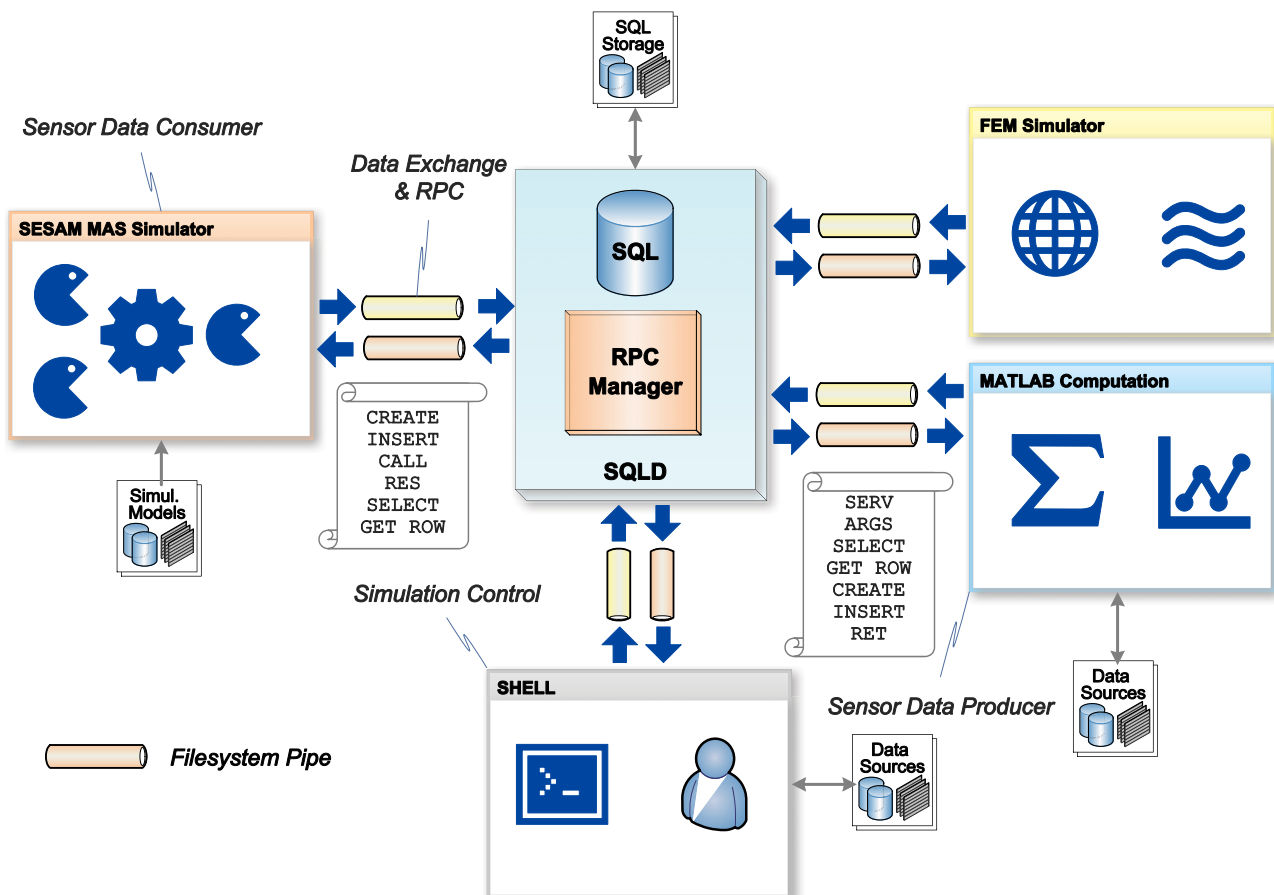 SQL
Storage
Sensor Data Consumer
FEM Simulator
Data Exchange
& RPC
SESAM MAS Simulator
SQL
RPC
Manager
SQLD
MATLAB Computation
CREATE
INSERT
CALL
RES
SELECT
GET ROW
Simul.
Models
SERV
ARGS
SELECT
GET ROW
CREATE
INSERT
RET
Simulation Control
SHELL
Sensor Data Producer
Data
Sources
Data
Sources
Filesystem Pipe